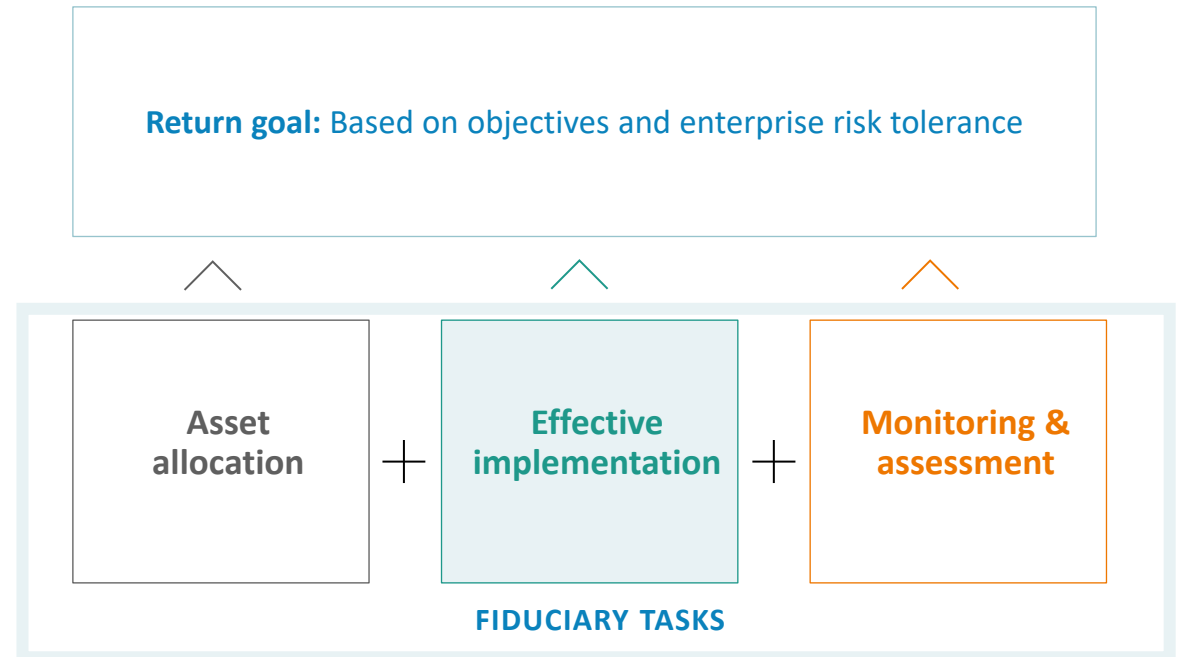 Return goal: Based on objectives and enterprise risk tolerance
Asset
allocation
Effective
implementation
Monitoring &
assessment
FIDUCIARY TASKS